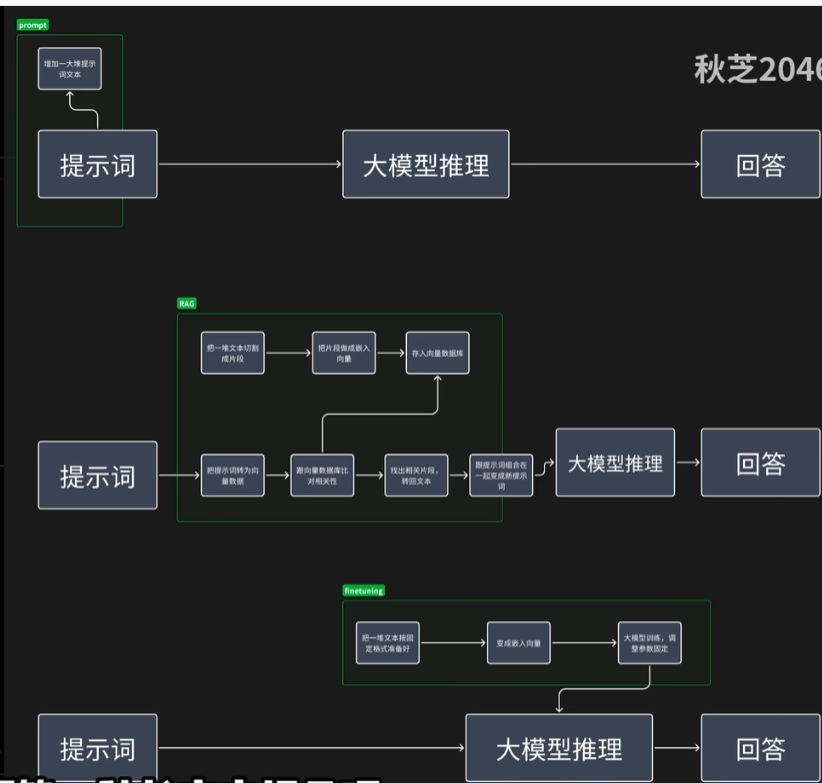 prompt
增加一大堆提示
词文本
秋芝2046
提示词
大模型推理
回答
RAG
把一堆文本切割
成片段
把片段做成嵌入
向量
存入向量数据库
提示词
把提示词转为向
量数据
跟向量数据库比
对相关性
找出相关片段，
转回文本
跟提示词组合在
一起变成新提示
词
大模型推理
回答
finetuning
把一堆文本按固
定格式准备好
变成嵌入向量
大模型训练，调
整参数固定
提示词
大模型推理
回答